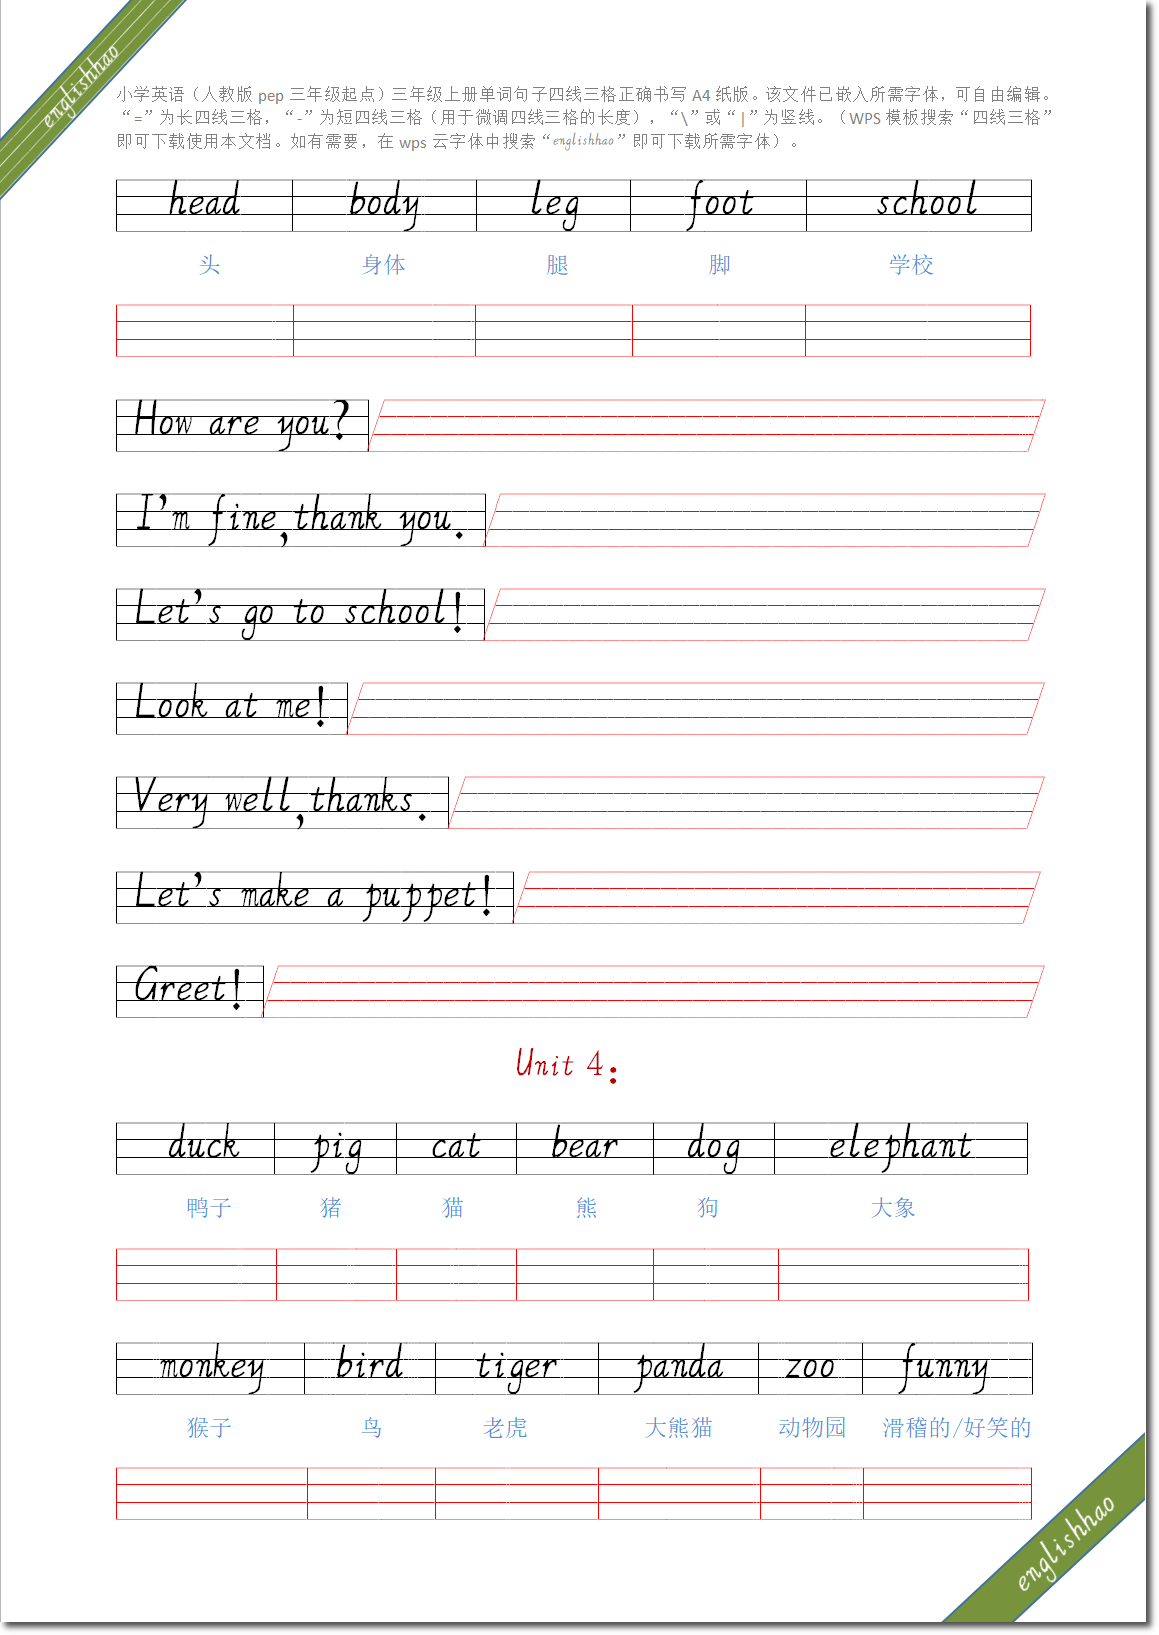 englishhao
小学英语（人教版 pep 三年级起点）三年级上册单词句子四线三格正确书写 A4 纸版。该文件已嵌入所需字体，可自由编辑。
“=”为长四线三格，“-”为短四线三格（用于微调四线三格的长度），“\”或“|”为竖线。（WPS 模板搜索“四线三格”
即可下载使用本文档。如有需要，在 wps 云字体中搜索“englishhao”即可下载所需字体）。
head body leg foot school
头 身体 腿 脚 学校
How are you?
I’m fine,thank you.
Let’s go to school!
Look at me!
Very well,thanks.
Let’s make a puppet!
Greet!
Unit 4:
duck pig cat bear dog elephant
鸭子 猪 猫 熊 狗 大象
monkey bird tiger panda zoo funny
猴子 鸟 老虎 大熊猫 动物园 滑稽的/好笑的
englishhao